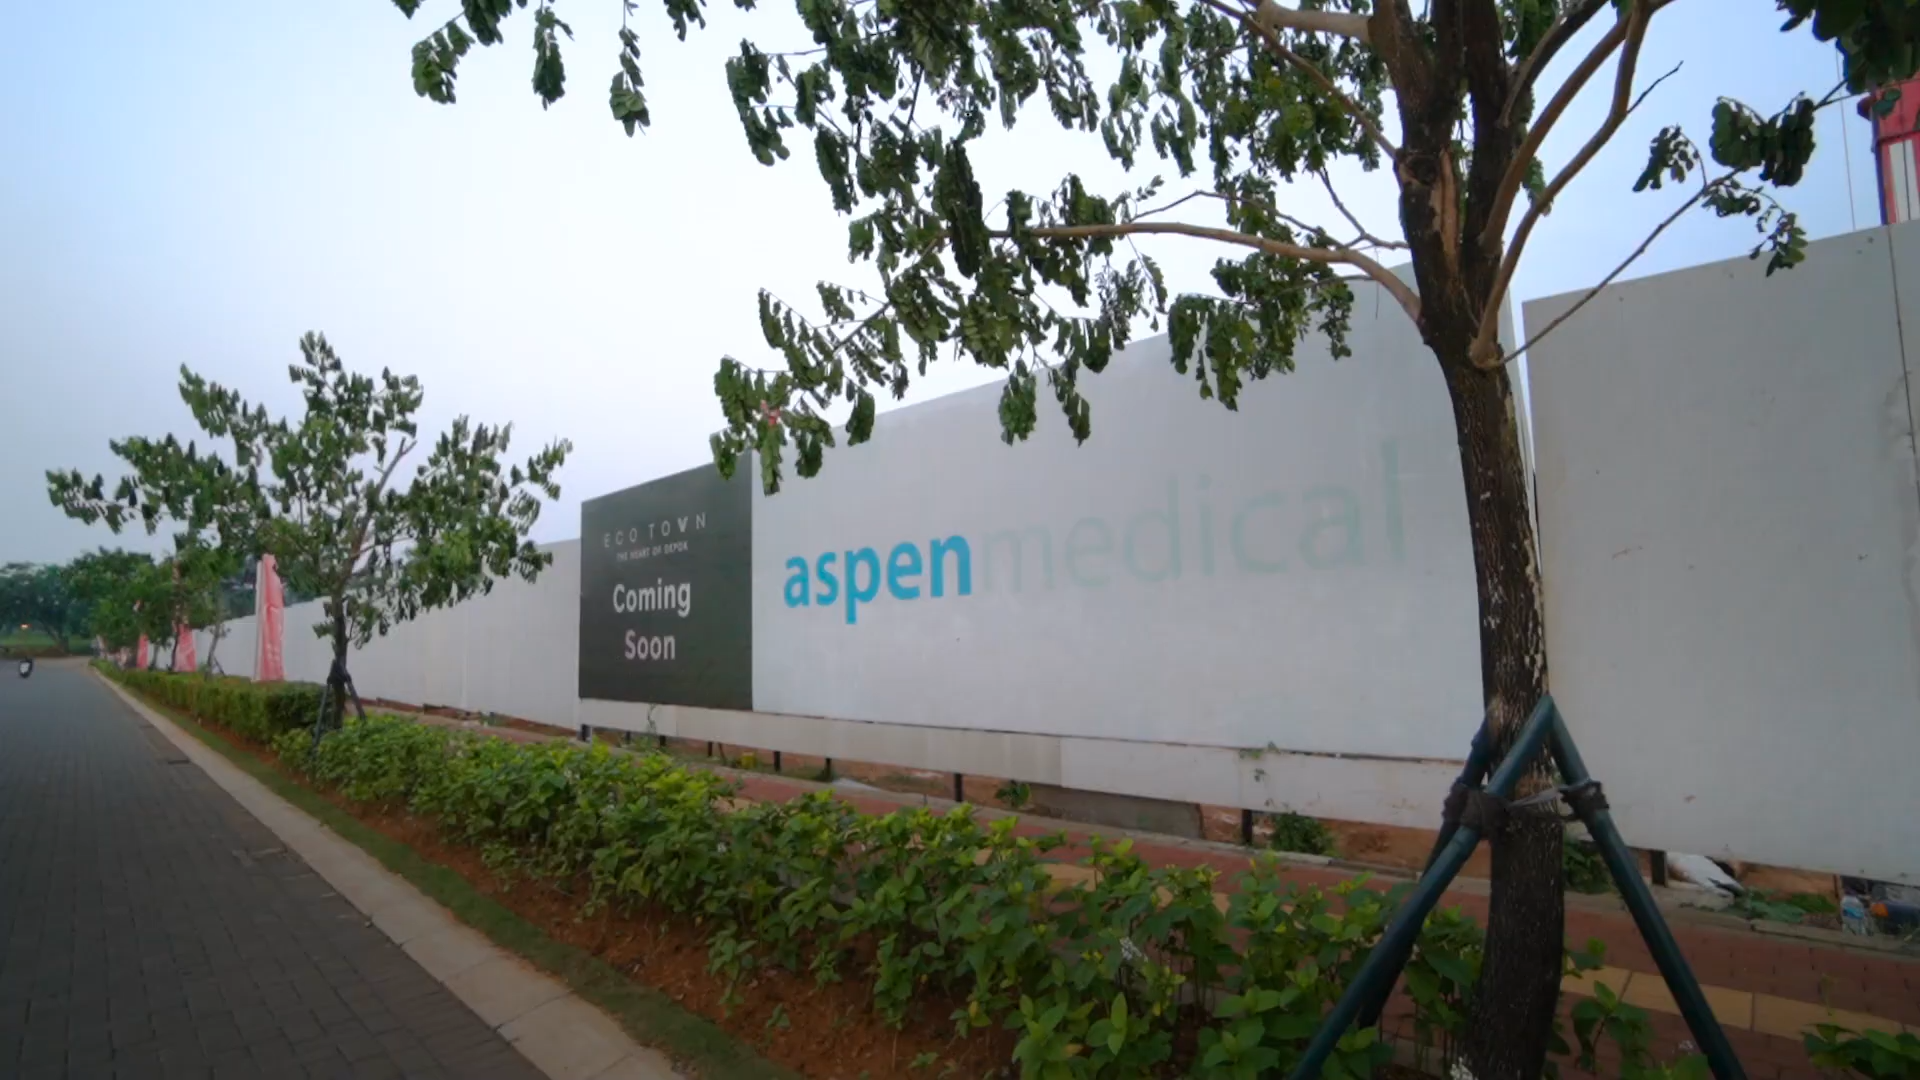 ECO TOWN
THE HEART OF DEPOK
Coming
Soon
aspenmedical